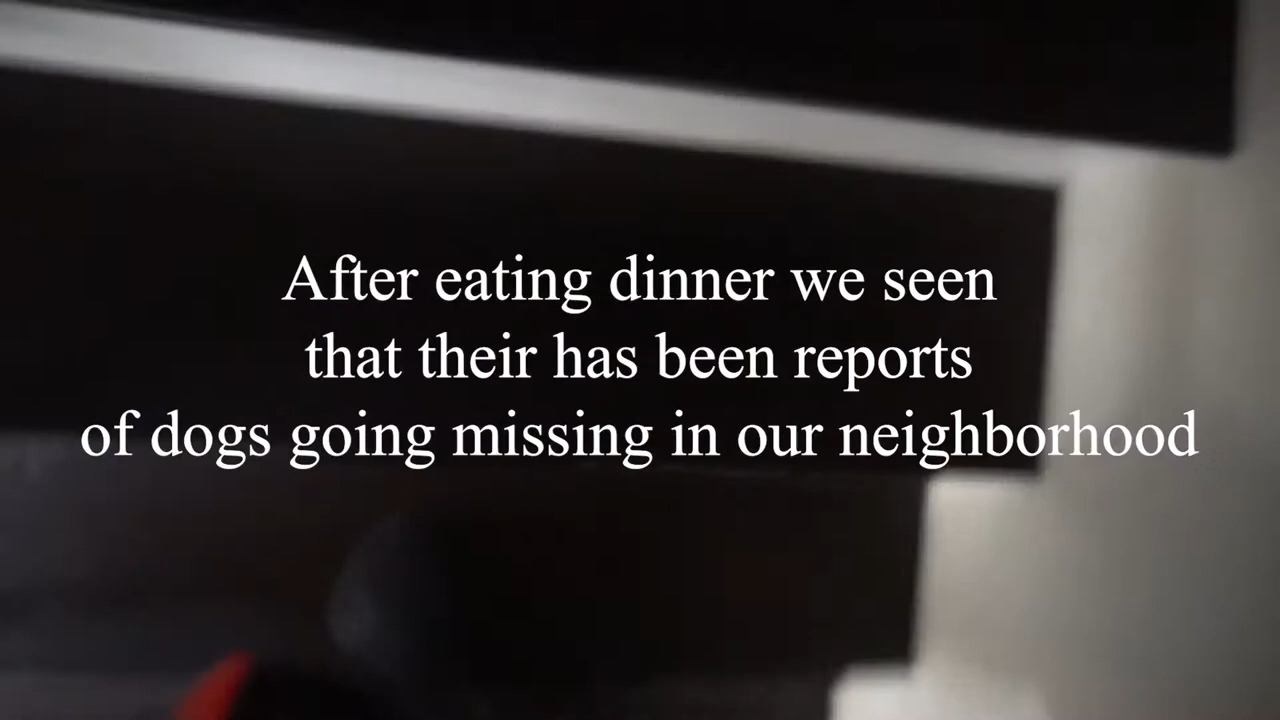 After eating dinner we seen
that their has been reports
of dogs going missing in our neighborhood